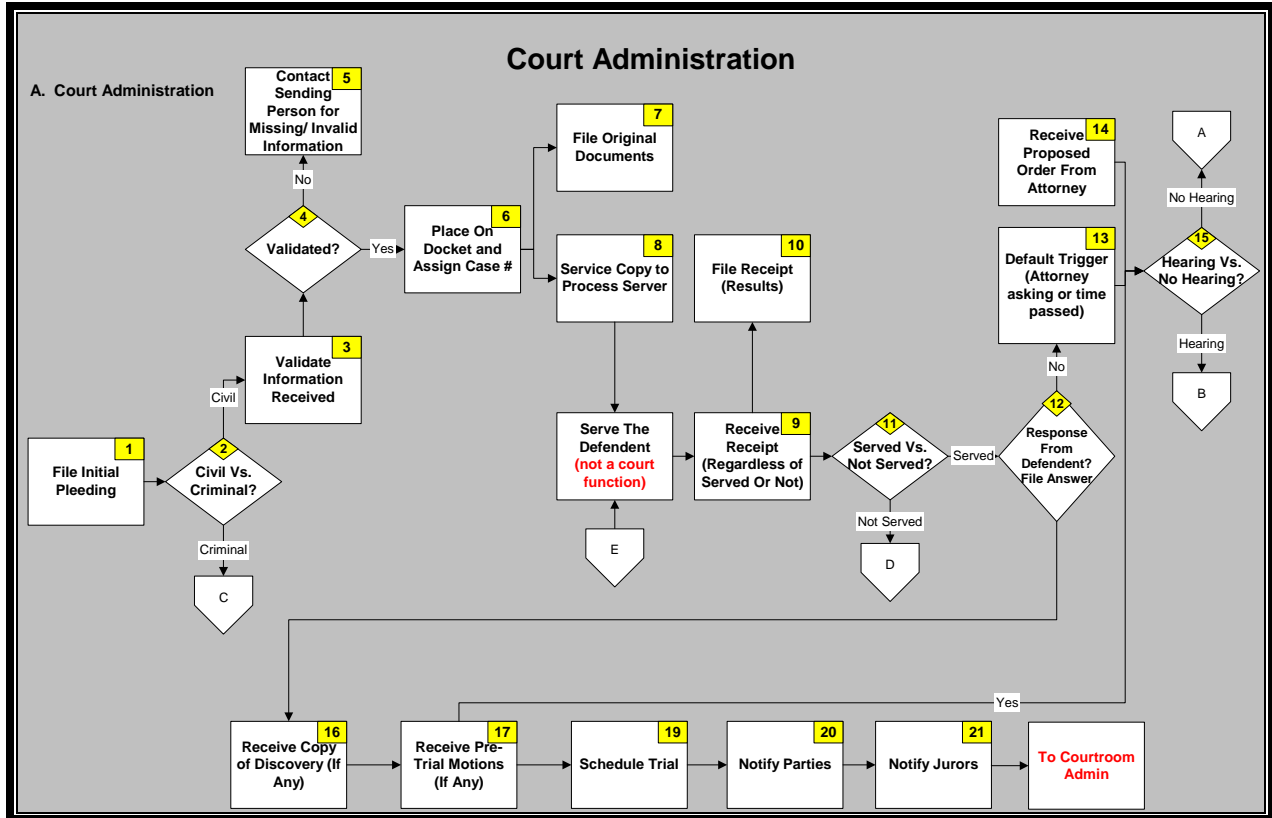 Court Administration
A. Court Administration
5
Contact
Sending
Person for
Missing/ Invalid
Information
No
4
Validated?
Yes
3
Validate
Information
Received
Civil
1
File Initial
Pleeding
2
Civil Vs.
Criminal?
Criminal
C
6
Place On
Docket and
Assign Case #
7
File Original
Documents
8
Service Copy to
Process Server
Serve The
Defendent
(not a court
function)
E
10
File Receipt
(Results)
9
Receive
Receipt
(Regardless of
Served Or Not)
11
Served Vs.
Not Served?
Served
Not Served
D
12
Response
From
Defendent?
File Answer
No
13
Default Trigger
(Attorney
asking or time
passed)
14
Receive
Proposed
Order From
Attorney
A
No Hearing
15
Hearing Vs.
No Hearing?
Hearing
B
Yes
16
Receive Copy
of Discovery (If
Any)
17
Receive Pre-
Trial Motions
(If Any)
19
Schedule Trial
20
Notify Parties
21
Notify Jurors
To Courtroom
Admin